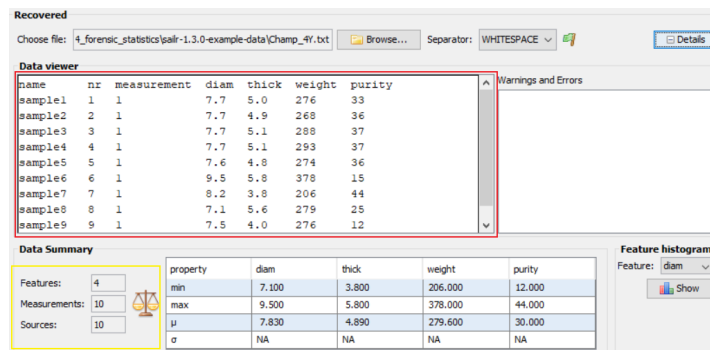 Recovered
Choose file: 4_forensic_statistics\sailr-1.3.0-example-data\Champ_4Y.txt Browse... Separator: WHITESPACE Details
Data viewer
Warnings and Errors
name nr measurement diam thick weight purity
sample1 1 1 7.7 5.0 276 33
sample2 2 1 7.7 4.9 268 36
sample3 3 1 7.7 5.1 288 37
sample4 4 1 7.7 5.1 293 37
sample5 5 1 7.6 4.8 274 36
sample6 6 1 9.5 5.8 378 15
sample7 7 1 8.2 3.8 206 44
sample8 8 1 7.1 5.6 279 25
sample9 9 1 7.5 4.0 276 12
Data Summary Feature histogram
property diam thick weight purity Feature: diam
Features: 4 min 7.100 3.800 206.000 12.000 Show
Measurements: 10 max 9.500 5.800 378.000 44.000
Sources: 10 μ 7.830 4.890 279.600 30.000
σ NA NA NA NA